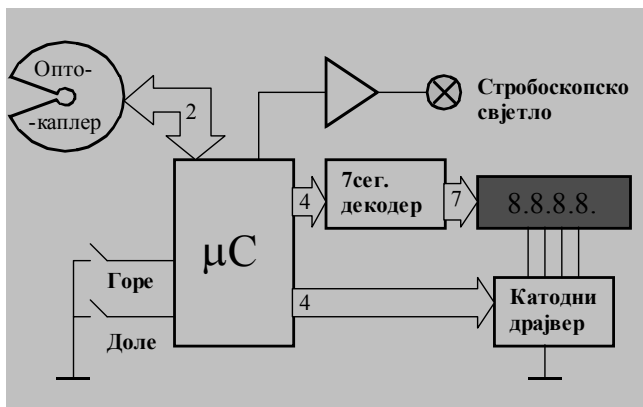 Опто-
-каплер
2
Стробоскопско
свјетло
7сег.
декодер
4
7
8.8.8.8.
μC
Горе
Доле
4
Катодни
драјвер